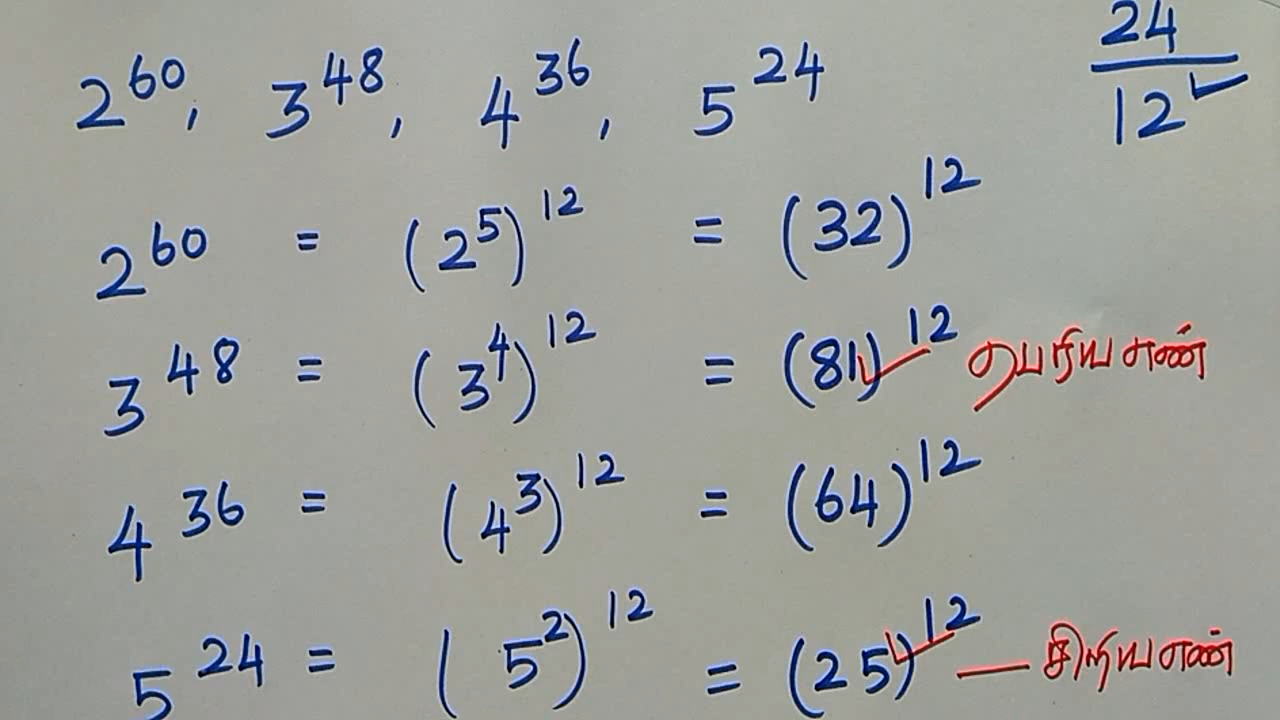 2^60, 3^48, 4^36, 5^24
24
12
2^60 = (2^5)^12 = (32)^12
3^48 = (3^4)^12 = (81)^12 பெரிய எண்
4^36 = (4^3)^12 = (64)^12
5^24 = (5^2)^12 = (25)^12 — சிறிய எண்